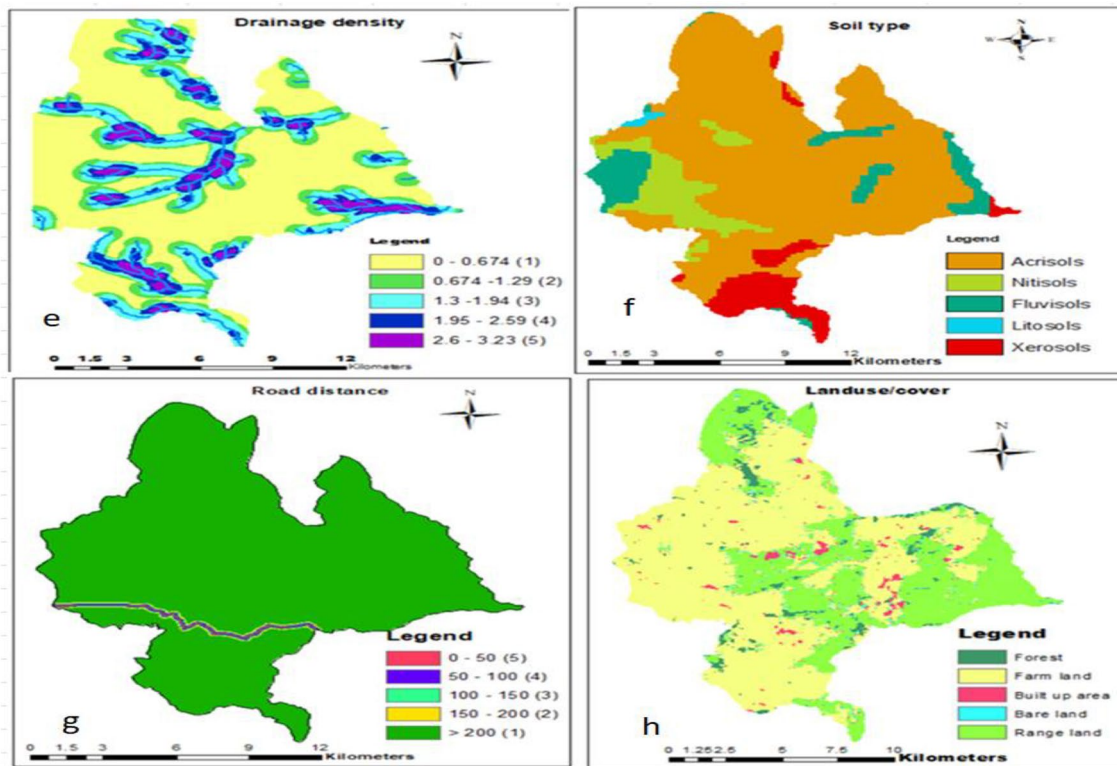 Drainage density
N
Legend
0 - 0.674 (1)
0.674 -1.29 (2)
1.3 -1.94 (3)
1.95 - 2.59 (4)
2.6 - 3.23 (5)
e
0 1.5 3 6 9 12
Kilometers
Soil type
N
W E
S
Legend
Acrisols
Nitisols
Fluvisols
Litosols
Xerosols
f
0 1.5 3 6 9 12
Kilometers
Road distance
N
Legend
0 - 50 (5)
50 - 100 (4)
100 - 150 (3)
150 - 200 (2)
> 200 (1)
g
0 1.5 3 6 9 12
Kilometers
Landuse/cover
N
Legend
Forest
Farm land
Built up area
Bare land
Range land
h
0 1.252.5 5 7.5 10
Kilometers